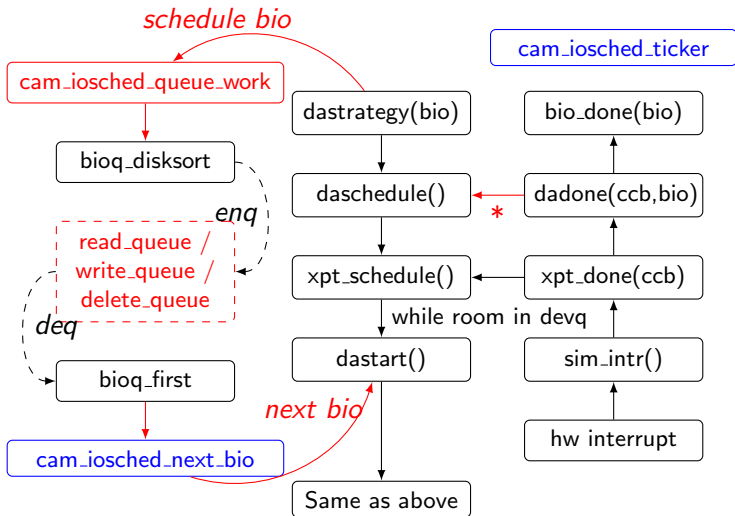 schedule bio
cam_iosched_ticker
cam_iosched_queue_work
dastrategy(bio)
bio_done(bio)
bioq_disksort
daschedule()
dadone(ccb,bio)
enq
*
read_queue /
write_queue /
delete_queue
xpt_schedule()
xpt_done(ccb)
deq
while room in devq
bioq_first
dastart()
sim_intr()
next bio
cam_iosched_next_bio
hw interrupt
Same as above